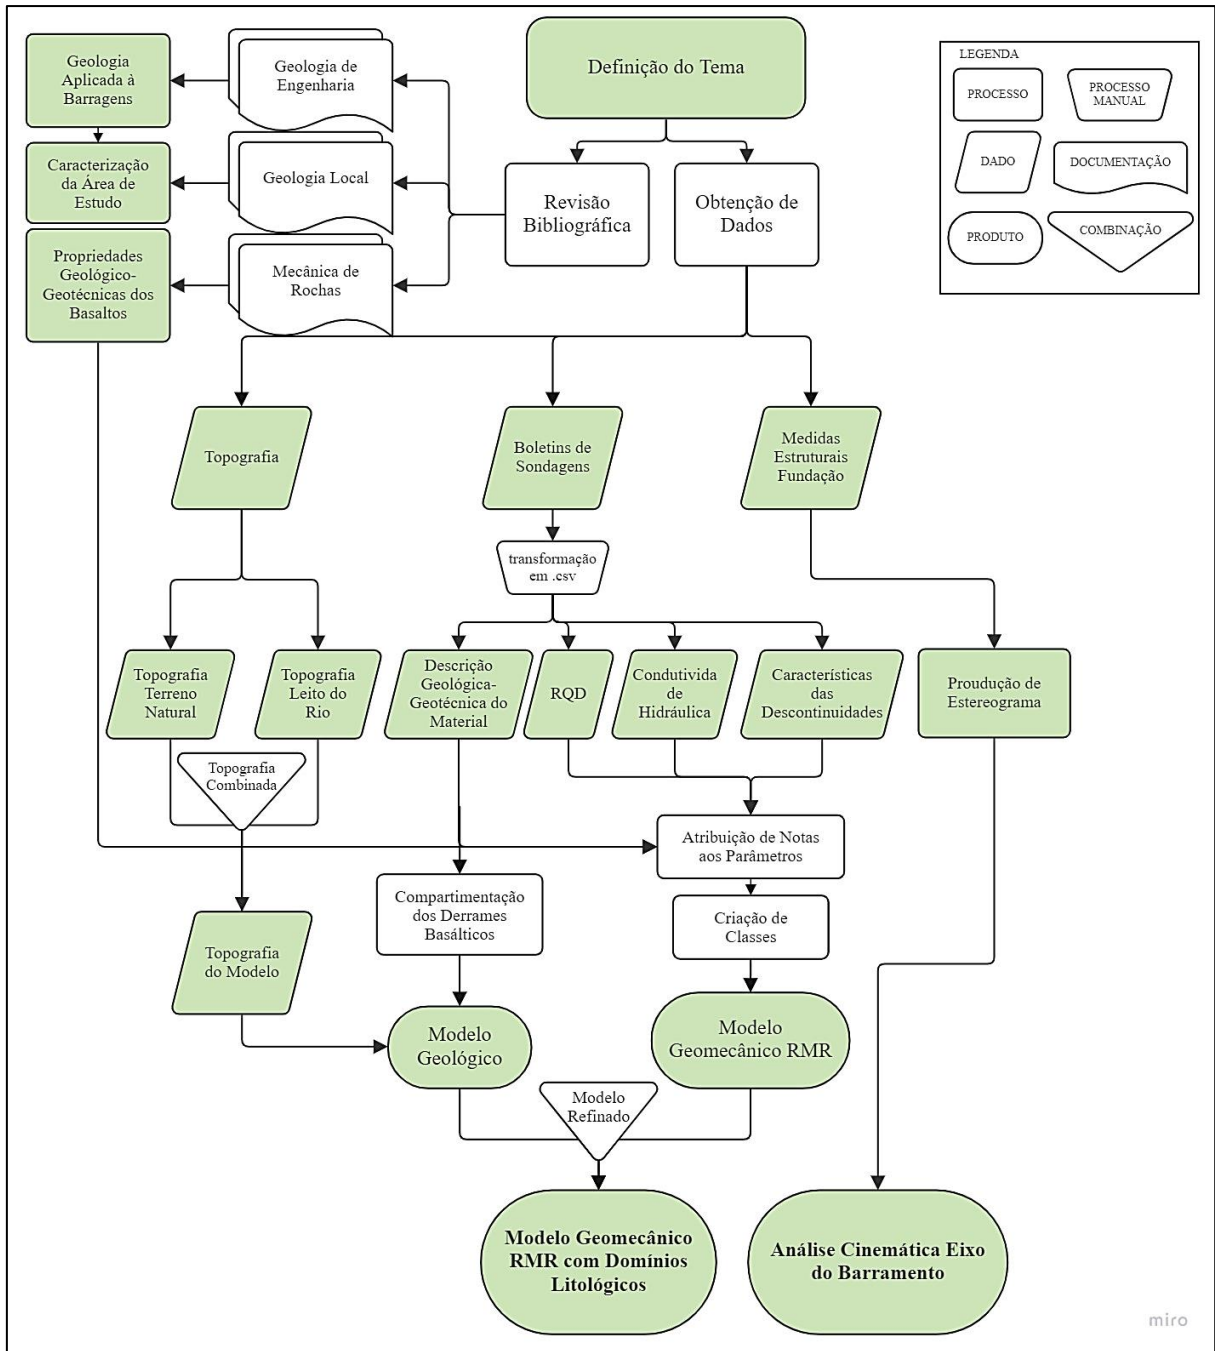 Definição do Tema
LEGENDA
PROCESSO
PROCESSO
MANUAL
DADO
DOCUMENTAÇÃO
PRODUTO
COMBINAÇÃO
Geologia
Aplicada à
Barragens
Geologia de
Engenharia
Caracterização
da Área de
Estudo
Geologia Local
Revisão
Bibliográfica
Obtenção de
Dados
Propriedades
Geológico-
Geotécnicas dos
Basaltos
Mecânica de
Rochas
Topografia
Boletins de
Sondagens
Medidas
Estruturais
Fundação
transformação
em .csv
Topografia
Terreno
Natural
Topografia
Leito do
Rio
Descrição
Geológica-
Geotécnica do
Material
RQD
Condutivida
de
Hidráulica
Características
das
Descontinuidades
Proudução de
Estereograma
Topografia
Combinada
Atribuição de Notas
aos Parâmetros
Compartimentação
dos Derrames
Basálticos
Criação de
Classes
Topografia
do Modelo
Modelo
Geológico
Modelo
Geomecânico RMR
Modelo
Refinado
Modelo Geomecânico
RMR com Domínios
Litológicos
Análise Cinemática Eixo
do Barramento
miro